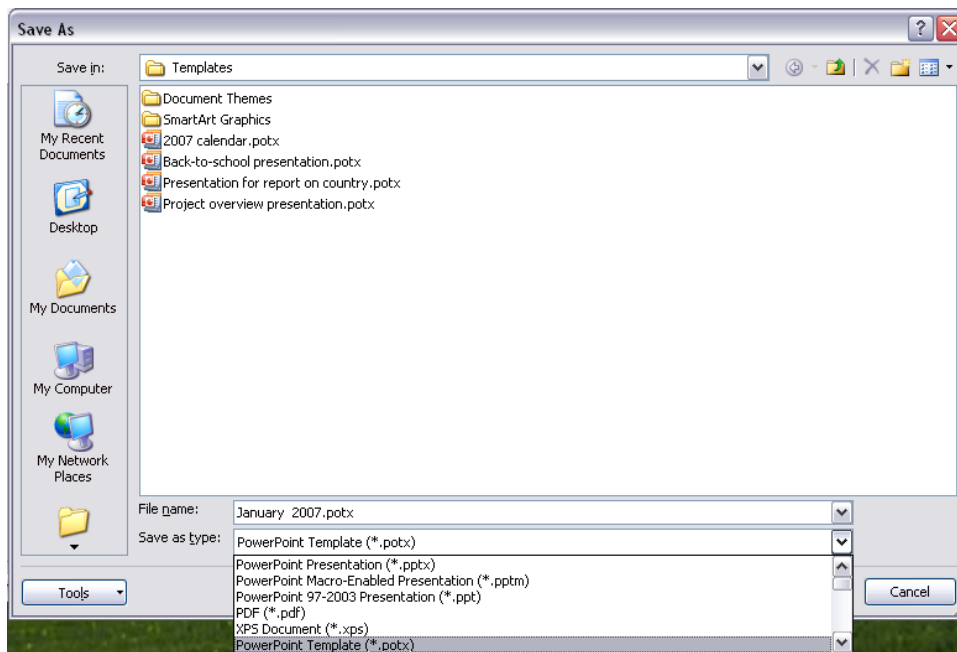 Save As
Save in:
Templates
My Recent
Documents
Desktop
My Documents
My Computer
My Network
Places
Document Themes
SmartArt Graphics
2007 calendar.potx
Back-to-school presentation.potx
Presentation for report on country.potx
Project overview presentation.potx
File name:
January  2007.potx
Save as type:
PowerPoint Template (*.potx)
PowerPoint Presentation (*.pptx)
PowerPoint Macro-Enabled Presentation (*.pptm)
PowerPoint 97-2003 Presentation (*.ppt)
PDF (*.pdf)
XPS Document (*.xps)
PowerPoint Template (*.potx)
Tools
Cancel